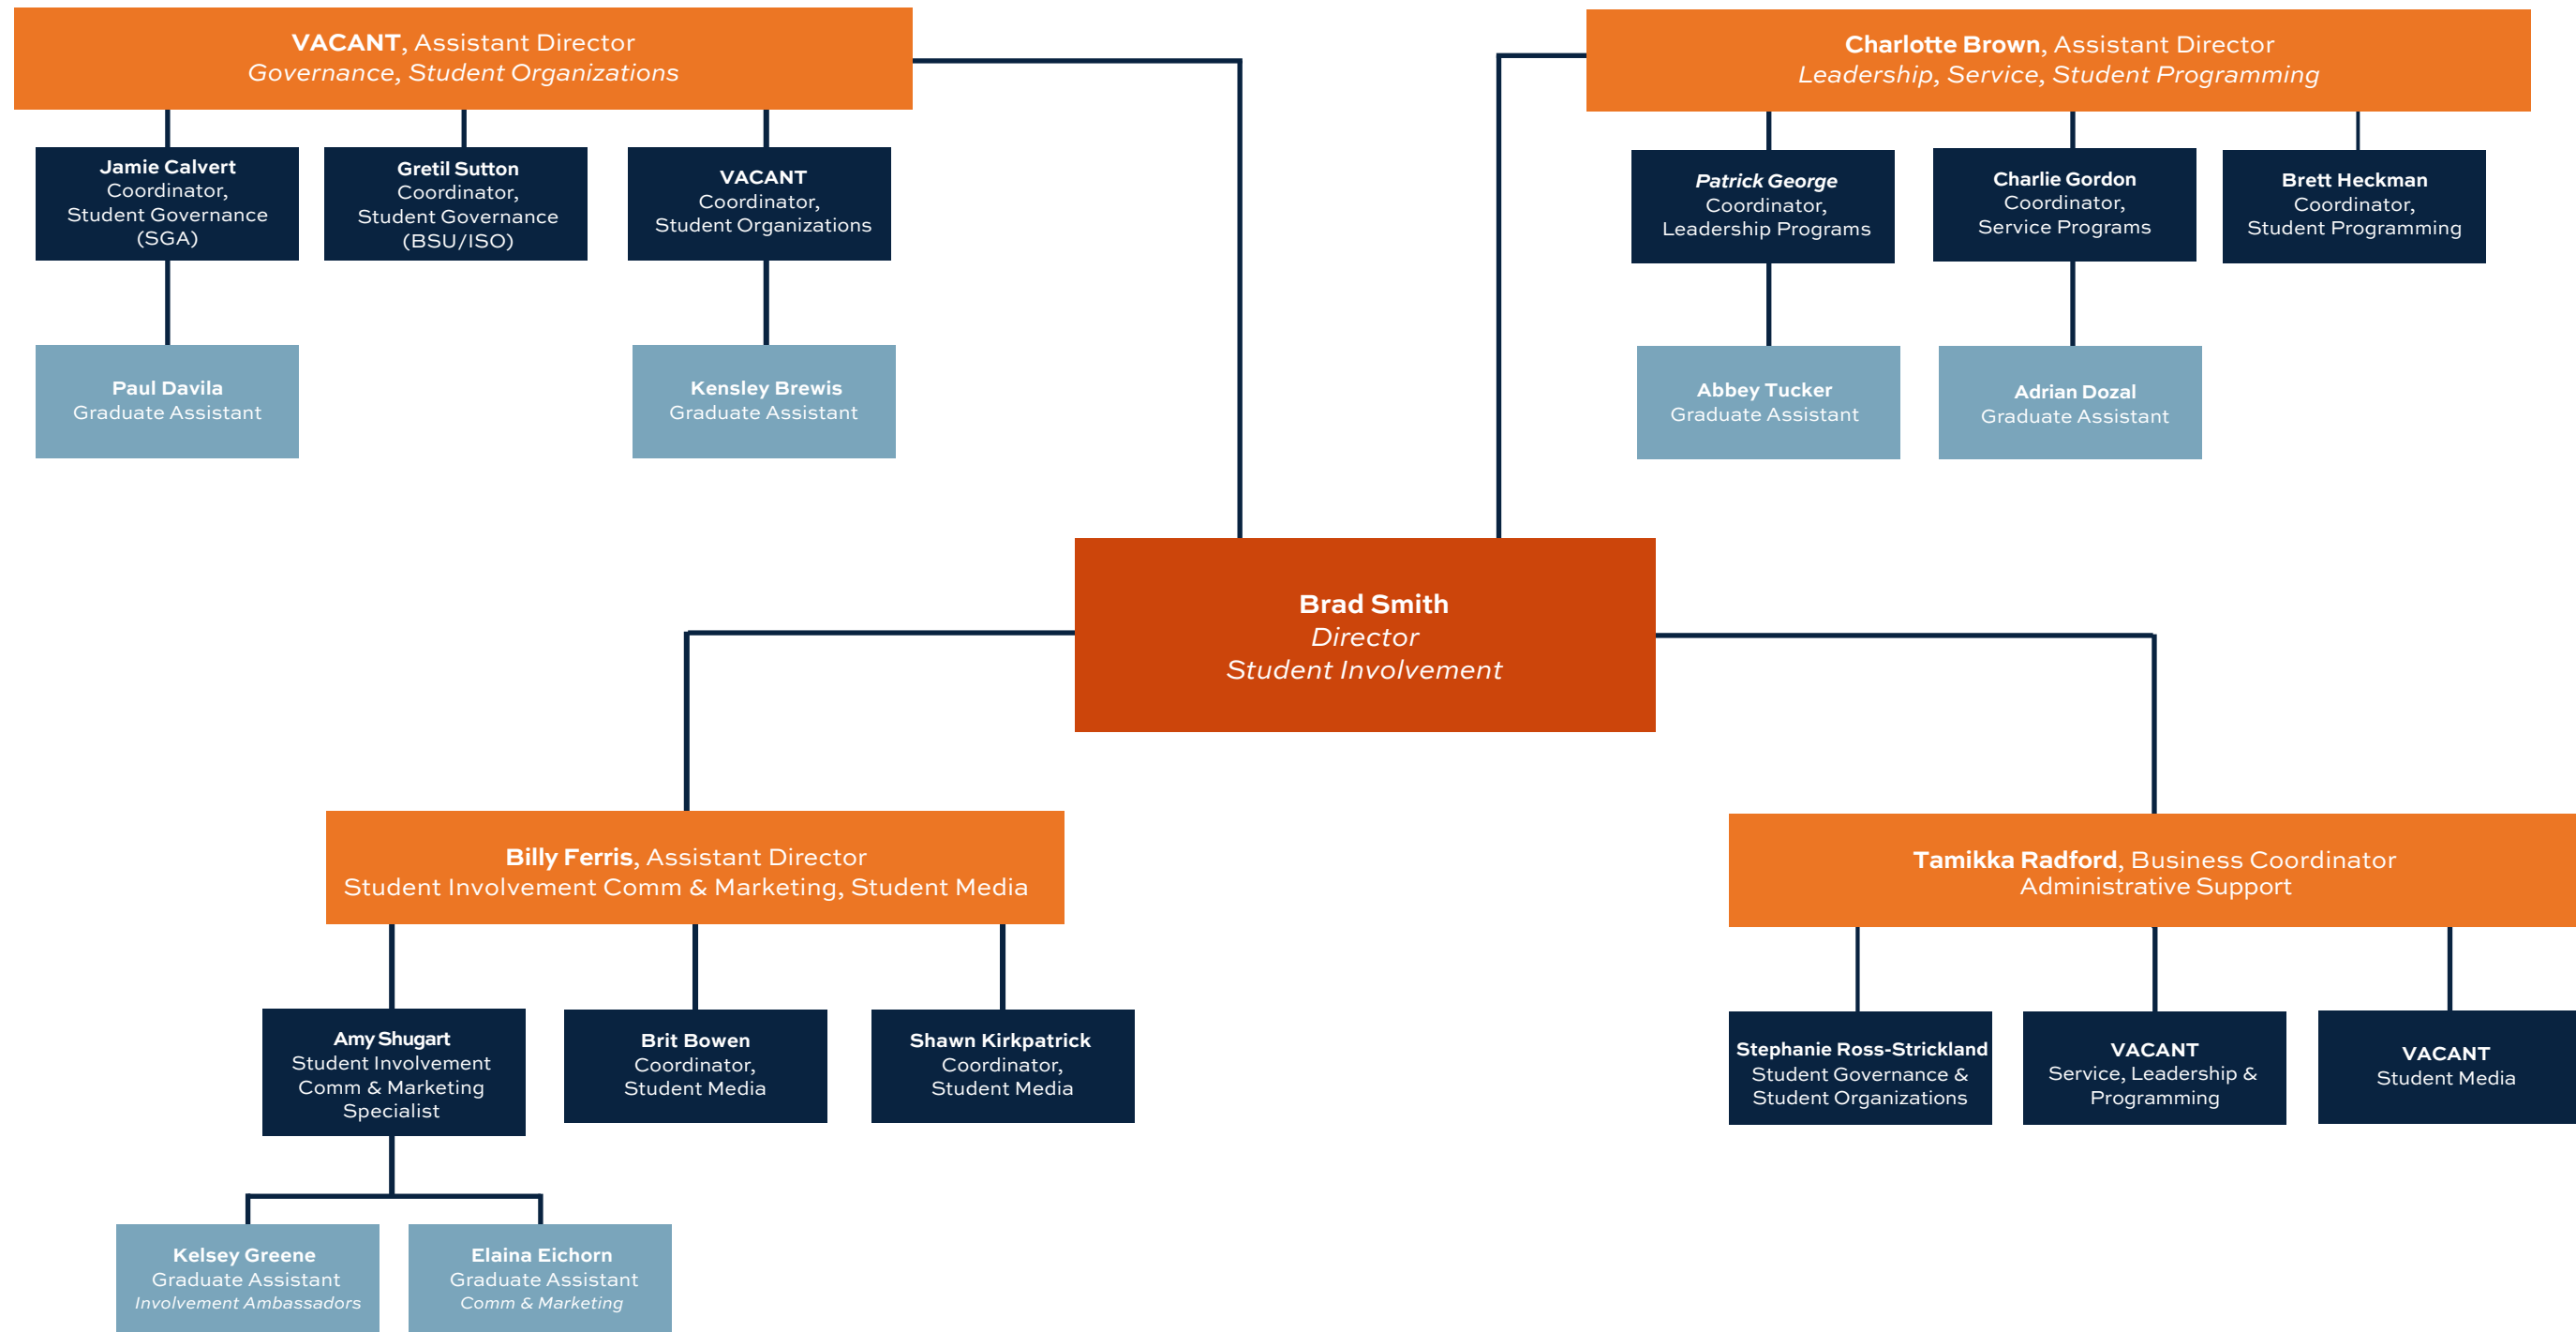 VACANT, Assistant Director
Governance, Student Organizations
Charlotte Brown, Assistant Director
Leadership, Service, Student Programming
Jamie Calvert
Coordinator,
Student Governance
(SGA)
Gretil Sutton
Coordinator,
Student Governance
(BSU/ISO)
VACANT
Coordinator,
Student Organizations
Patrick George
Coordinator,
Leadership Programs
Charlie Gordon
Coordinator,
Service Programs
Brett Heckman
Coordinator,
Student Programming
Paul Davila
Graduate Assistant
Kensley Brewis
Graduate Assistant
Abbey Tucker
Graduate Assistant
Adrian Dozal
Graduate Assistant
Brad Smith
Director
Student Involvement
Billy Ferris, Assistant Director
Student Involvement Comm & Marketing, Student Media
Tamikka Radford, Business Coordinator
Administrative Support
Amy Shugart
Student Involvement
Comm & Marketing
Specialist
Brit Bowen
Coordinator,
Student Media
Shawn Kirkpatrick
Coordinator,
Student Media
Stephanie Ross-Strickland
Student Governance &
Student Organizations
VACANT
Service, Leadership &
Programming
VACANT
Student Media
Kelsey Greene
Graduate Assistant
Involvement Ambassadors
Elaina Eichorn
Graduate Assistant
Comm & Marketing